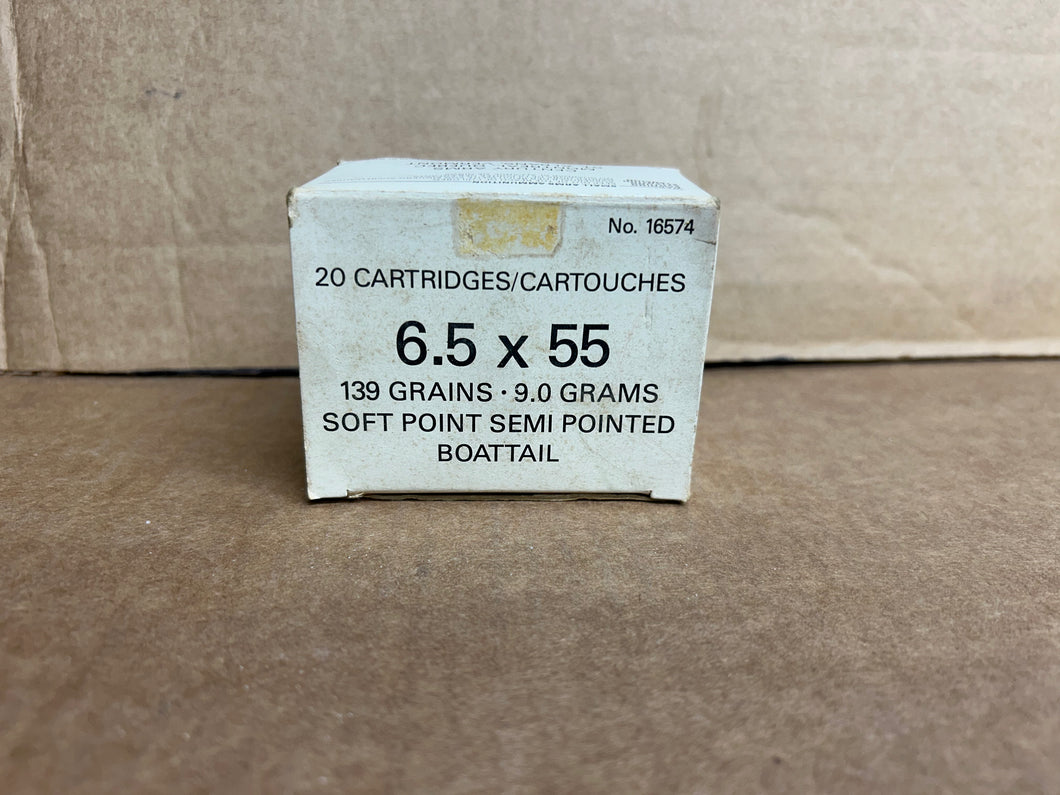 No. 16574
20 CARTRIDGES/CARTOUCHES
6.5 x 55
139 GRAINS · 9.0 GRAMS
SOFT POINT SEMI POINTED
BOATTAIL